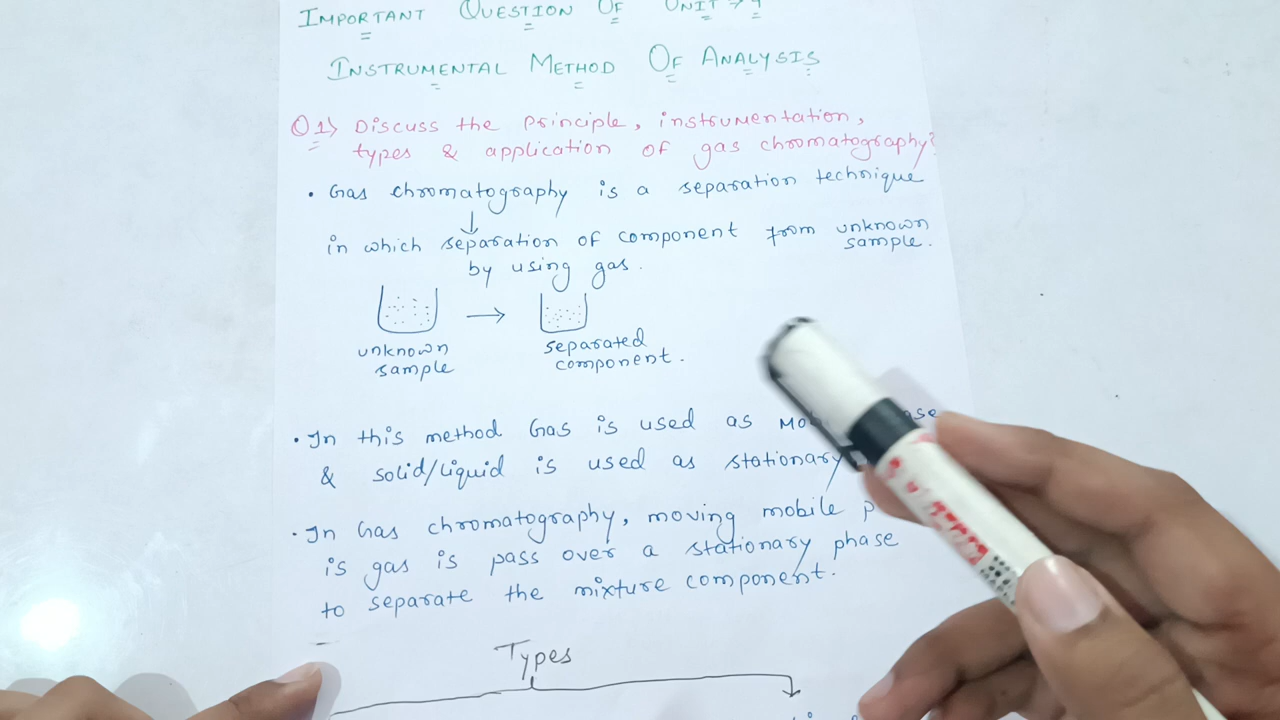 IMPORTANT QUESTION OF UNIT → 4
INSTRUMENTAL METHOD OF ANALYSIS
Q1) Discuss the principle, instrumentation,
types & application of gas chromatography?
• Gas chromatography is a separation technique
in which separation of component from unknown
sample.
by using gas.
unknown
sample
separated
component.
• In this method Gas is used as
& solid/liquid is used as stationary
• In Gas chromatography, moving mobile
is gas is pass over a stationary phase
to separate the mixture component.
Types